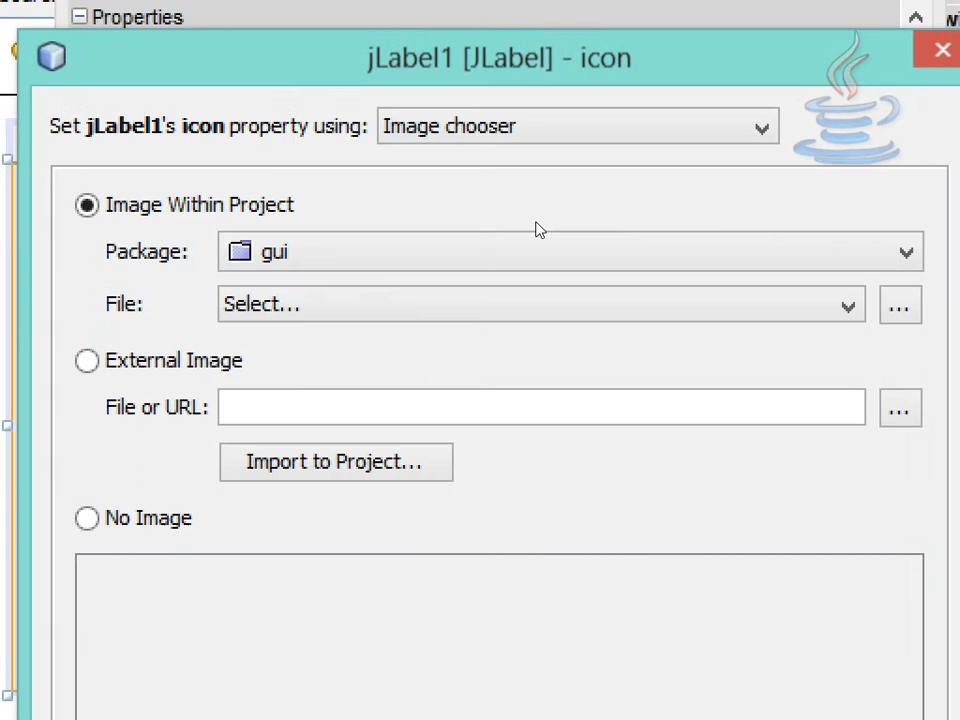 Properties
jLabel1 [JLabel] - icon
Set jLabel1's icon property using: Image chooser
Image Within Project
Package: gui
File: Select... ...
External Image
File or URL: ...
Import to Project...
No Image